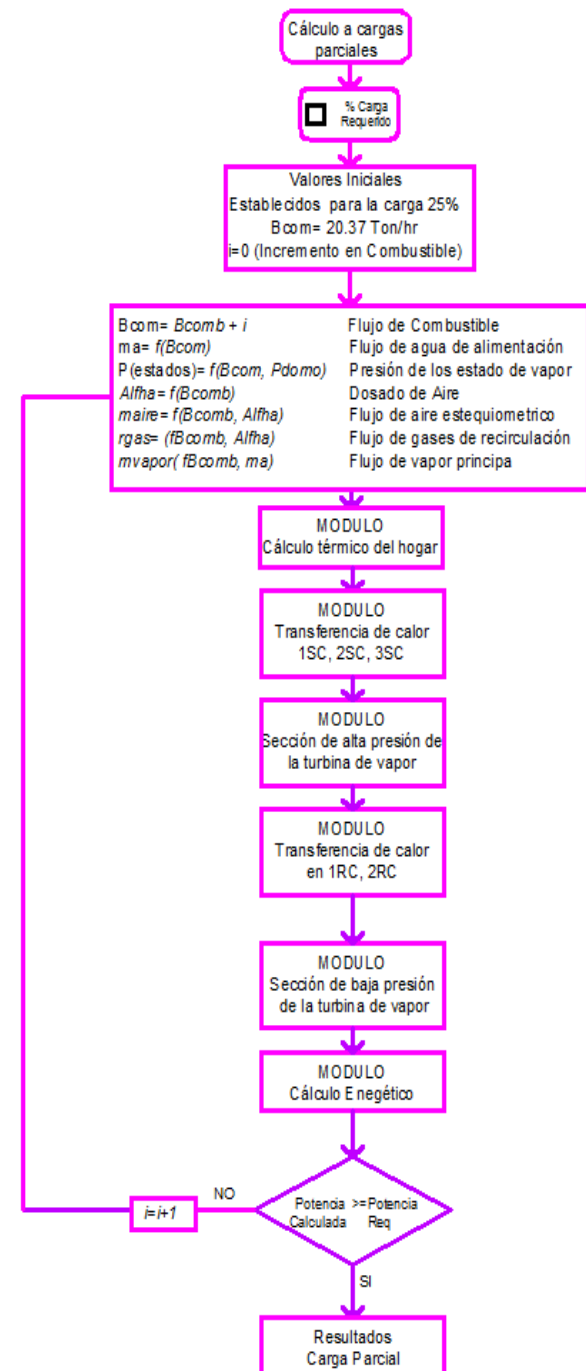 Cálculo a cargas
parciales
% Carga
Requerido
Valores Iniciales
Establecidos para la carga 25%
Bcom= 20.37 Ton/hr
i=0 (Incremento en Combustible)
Bcom= Bcomb + i Flujo de Combustible
ma= f(Bcom) Flujo de agua de alimentación
P(estados)= f(Bcom, Pdomo) Presión de los estado de vapor
Alfha= f(Bcomb) Dosado de Aire
maire= f(Bcomb, Alfha) Flujo de aire estequiometrico
rgas= (fBcomb, Alfha) Flujo de gases de recirculación
mvapor( fBcomb, ma) Flujo de vapor principa
MODULO
Cálculo térmico del hogar
MODULO
Transferencia de calor
1SC, 2SC, 3SC
MODULO
Sección de alta presión de
la turbina de vapor
MODULO
Transferencia de calor
en 1RC, 2RC
MODULO
Sección de baja presión
de la turbina de vapor
MODULO
Cálculo Enegético
Potencia >=Potencia
Calculada Req
NO
i=i+1
SI
Resultados
Carga Parcial